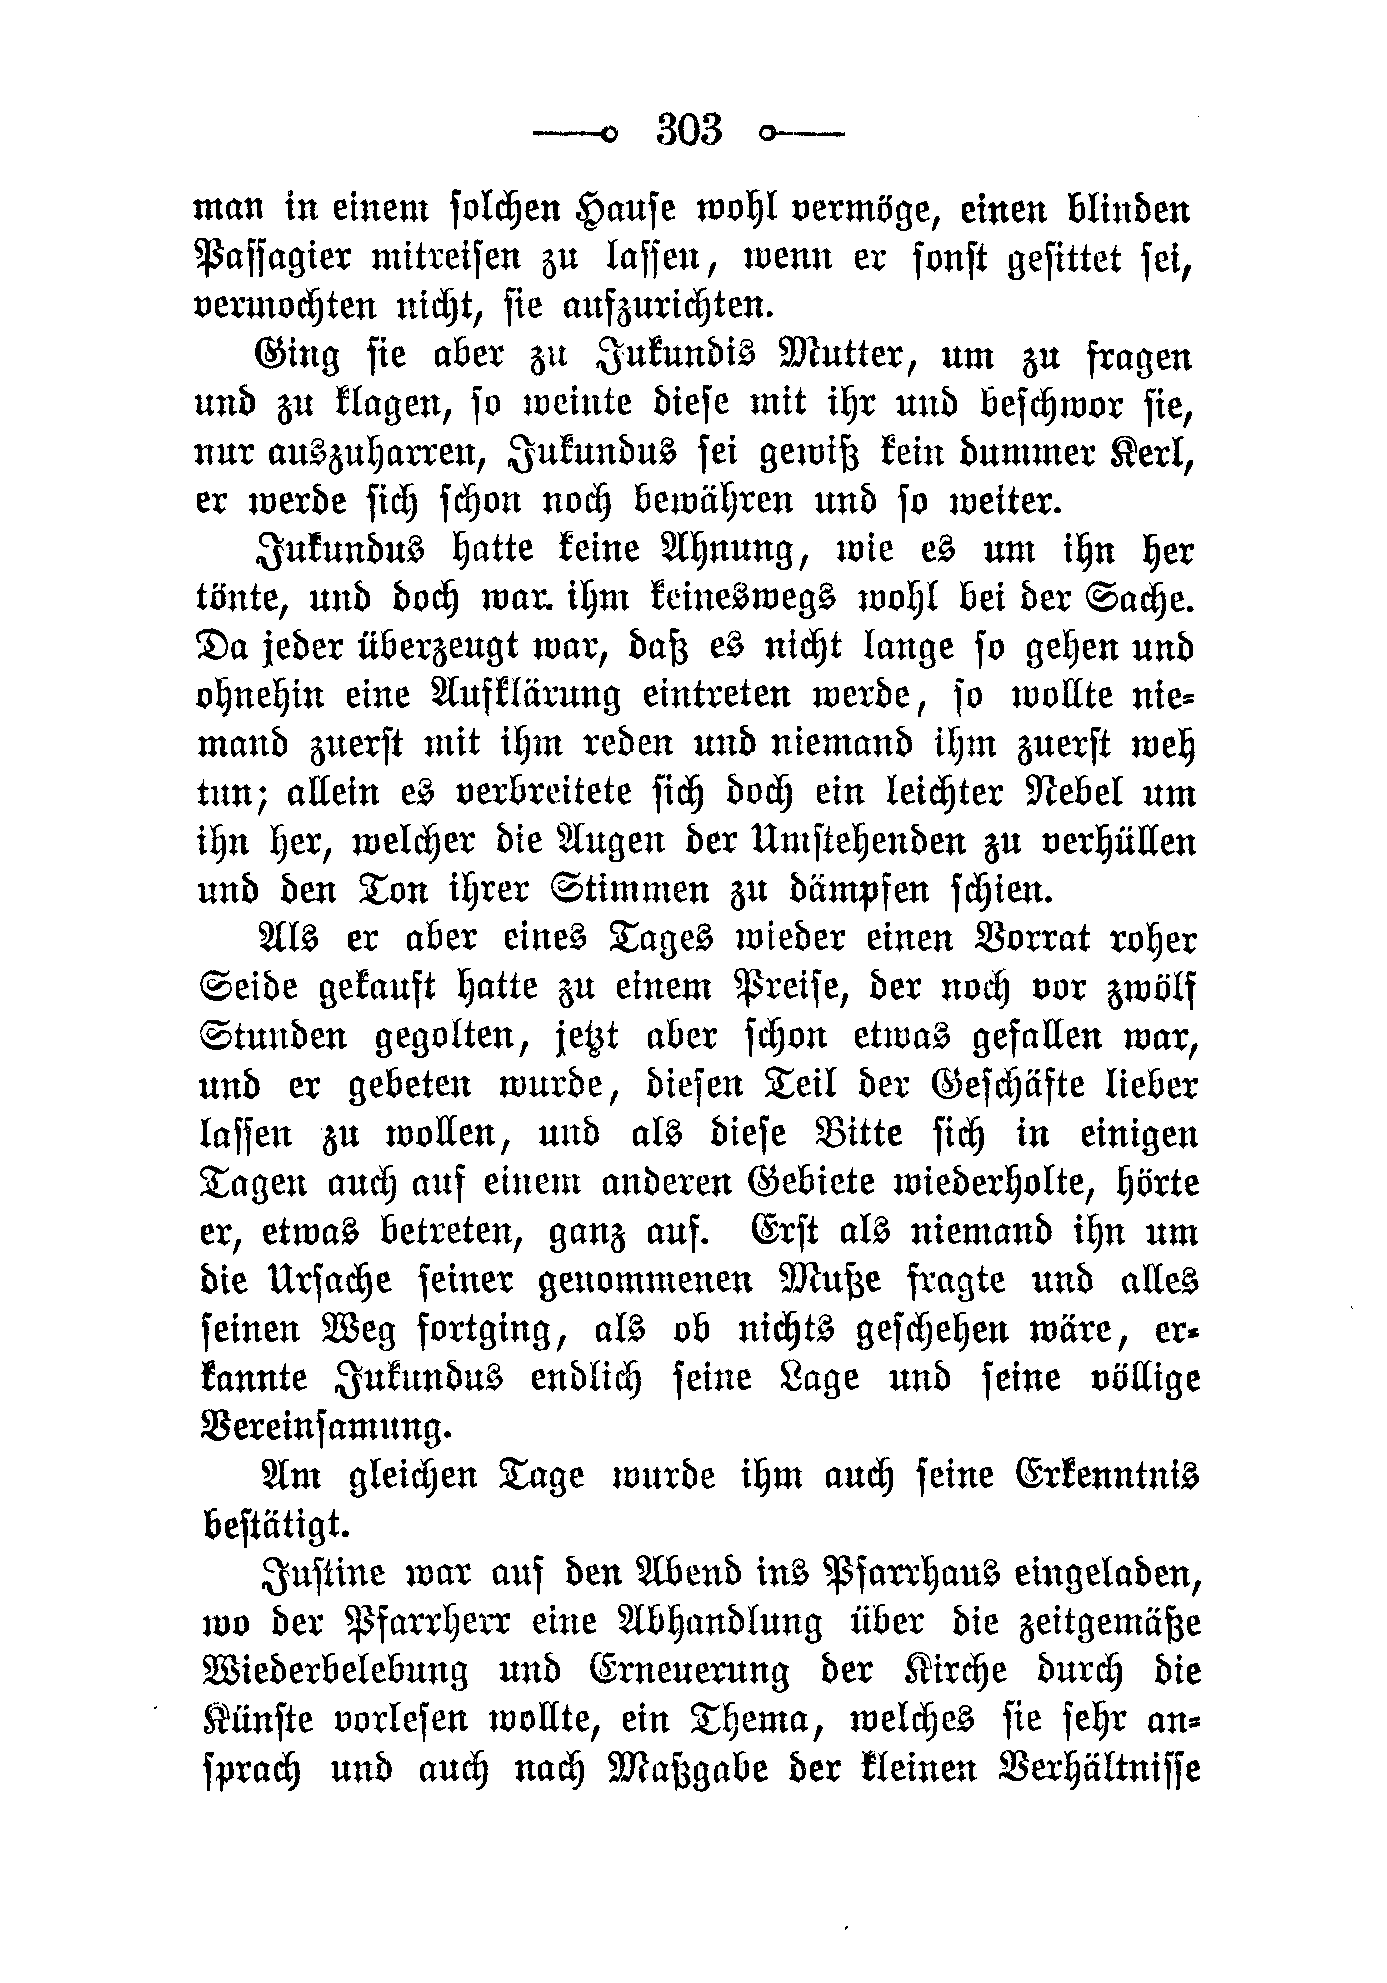 303
man in einem solchen Hause wohl vermöge, einen blinden
Passagier mitreisen zu lassen, wenn er sonst gesittet sei,
vermochten nicht, sie aufzurichten.
Ging sie aber zu Jukundis Mutter, um zu fragen
und zu klagen, so weinte diese mit ihr und beschwor sie,
nur auszuharren, Jukundus sei gewiß kein dummer Kerl,
er werde sich schon noch bewähren und so weiter.
Jukundus hatte keine Ahnung, wie es um ihn her
tönte, und doch war. ihm keineswegs wohl bei der Sache.
Da jeder überzeugt war, daß es nicht lange so gehen und
ohnehin eine Aufklärung eintreten werde, so wollte nie-
mand zuerst mit ihm reden und niemand ihm zuerst weh
tun; allein es verbreitete sich doch ein leichter Nebel um
ihn her, welcher die Augen der Umstehenden zu verhüllen
und den Ton ihrer Stimmen zu dämpfen schien.
Als er aber eines Tages wieder einen Vorrat roher
Seide gekauft hatte zu einem Preise, der noch vor zwölf
Stunden gegolten, jetzt aber schon etwas gefallen war,
und er gebeten wurde, diesen Teil der Geschäfte lieber
lassen zu wollen, und als diese Bitte sich in einigen
Tagen auch auf einem anderen Gebiete wiederholte, hörte
er, etwas betreten, ganz auf. Erst als niemand ihn um
die Ursache seiner genommenen Muße fragte und alles
seinen Weg fortging, als ob nichts geschehen wäre, er-
kannte Jukundus endlich seine Lage und seine völlige
Vereinsamung.
Am gleichen Tage wurde ihm auch seine Erkenntnis
bestätigt.
Justine war auf den Abend ins Pfarrhaus eingeladen,
wo der Pfarrherr eine Abhandlung über die zeitgemäße
Wiederbelebung und Erneuerung der Kirche durch die
Künste vorlesen wollte, ein Thema, welches sie sehr an-
sprach und auch nach Maßgabe der kleinen Verhältnisse